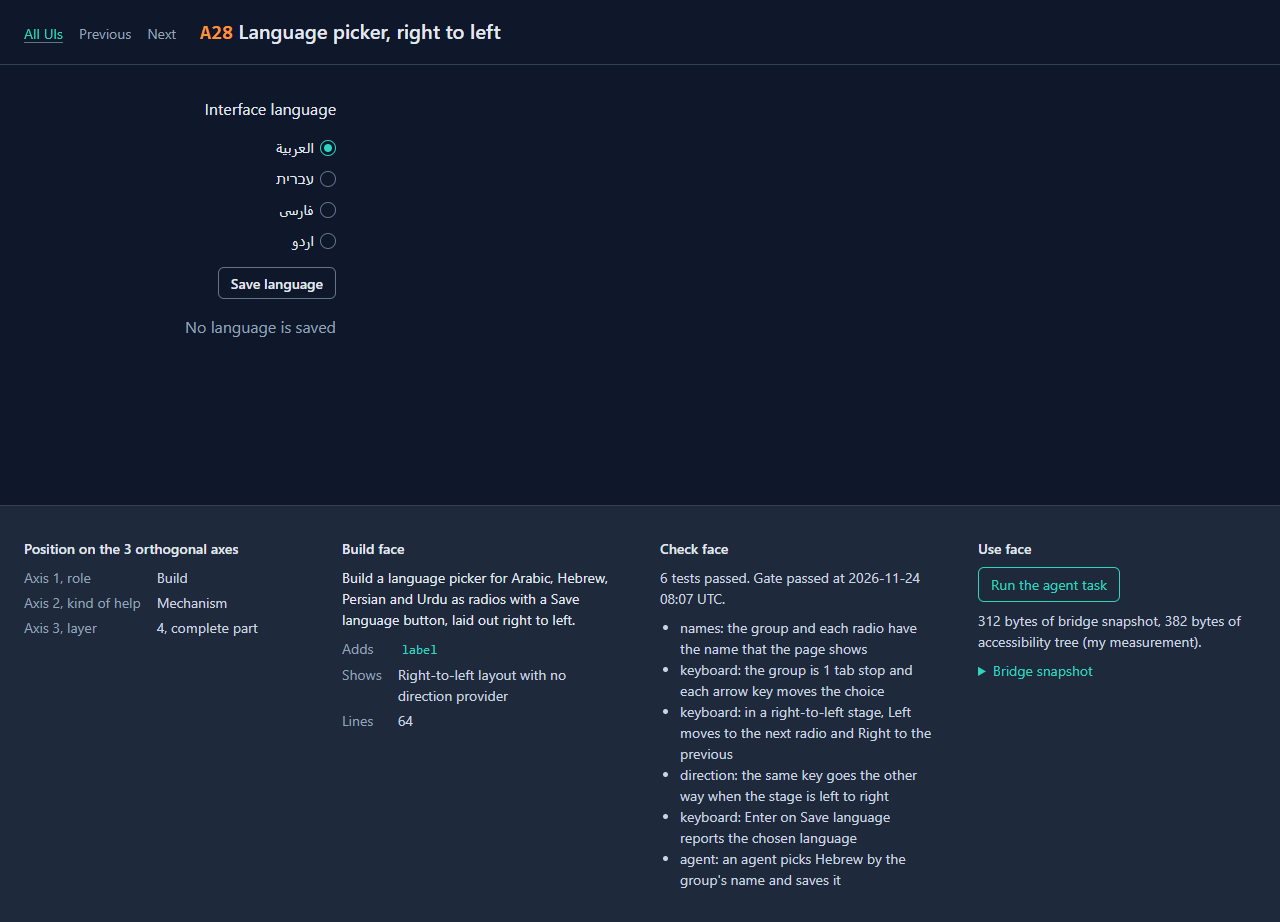 All UIs Previous Next A28 Language picker, right to left
Interface language
العربية
עברית
فارسی
اردو
Save language
No language is saved
Position on the 3 orthogonal axes
Axis 1, role Build
Axis 2, kind of help Mechanism
Axis 3, layer 4, complete part
Build face
Build a language picker for Arabic, Hebrew,
Persian and Urdu as radios with a Save
language button, laid out right to left.
Adds label
Shows Right-to-left layout with no
direction provider
Lines 64
Check face
6 tests passed. Gate passed at 2026-11-24
08:07 UTC.
names: the group and each radio have
the name that the page shows
keyboard: the group is 1 tab stop and
each arrow key moves the choice
keyboard: in a right-to-left stage, Left
moves to the next radio and Right to the
previous
direction: the same key goes the other
way when the stage is left to right
keyboard: Enter on Save language
reports the chosen language
agent: an agent picks Hebrew by the
group's name and saves it
Use face
Run the agent task
312 bytes of bridge snapshot, 382 bytes of
accessibility tree (my measurement).
Bridge snapshot